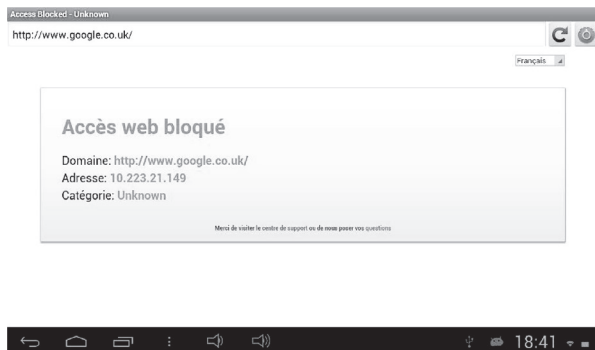 Access Blocked - Unknown
http://www.google.co.uk/
Français
Accès web bloqué
Domaine: http://www.google.co.uk/
Adresse: 10.223.21.149
Catégorie: Unknown
Merci de visiter le centre de support ou de nous poser vos questions
18:41